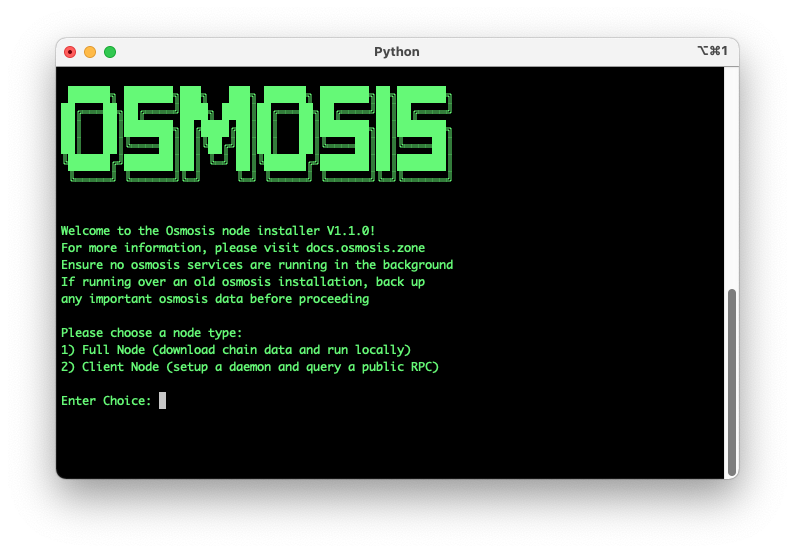 Python
⌥⌘1
OSMOSIS
Welcome to the Osmosis node installer V1.1.0!
For more information, please visit docs.osmosis.zone
Ensure no osmosis services are running in the background
If running over an old osmosis installation, back up
any important osmosis data before proceeding
Please choose a node type:
1) Full Node (download chain data and run locally)
2) Client Node (setup a daemon and query a public RPC)
Enter Choice: